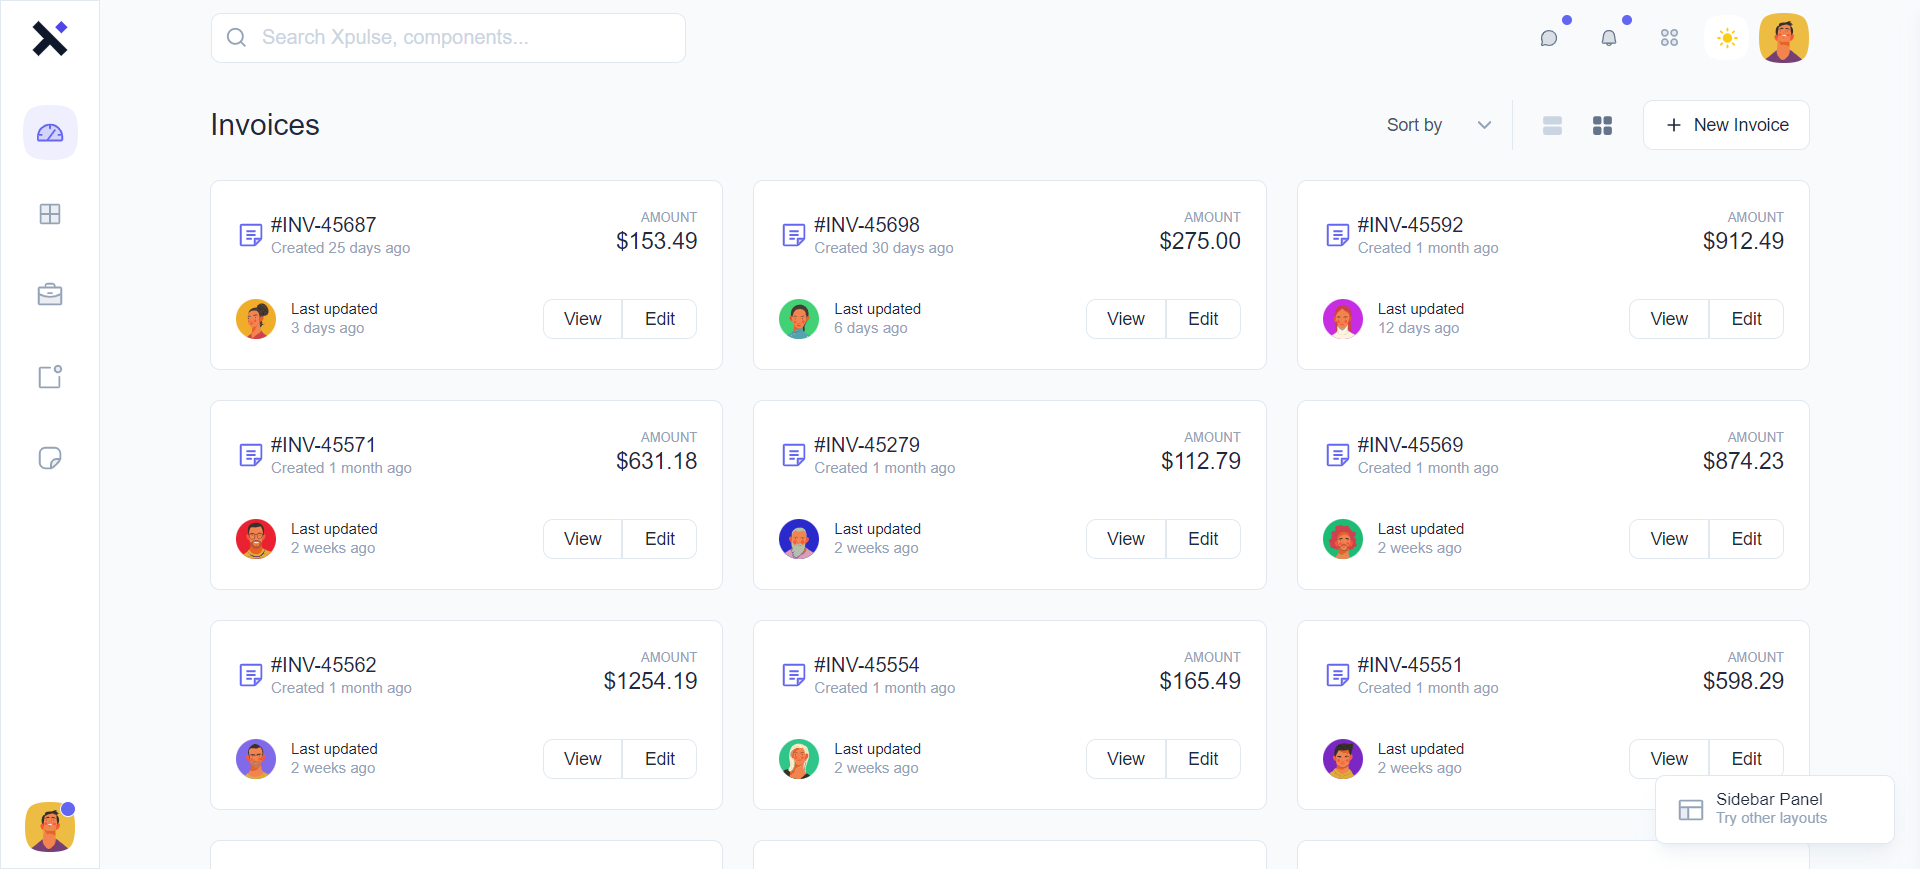 Search Xpulse, components...
Invoices
Sort by
New Invoice
#INV-45687
Created 25 days ago
AMOUNT
$153.49
Last updated
3 days ago
View
Edit
#INV-45698
Created 30 days ago
AMOUNT
$275.00
Last updated
6 days ago
View
Edit
#INV-45592
Created 1 month ago
AMOUNT
$912.49
Last updated
12 days ago
View
Edit
#INV-45571
Created 1 month ago
AMOUNT
$631.18
Last updated
2 weeks ago
View
Edit
#INV-45279
Created 1 month ago
AMOUNT
$112.79
Last updated
2 weeks ago
View
Edit
#INV-45569
Created 1 month ago
AMOUNT
$874.23
Last updated
2 weeks ago
View
Edit
#INV-45562
Created 1 month ago
AMOUNT
$1254.19
Last updated
2 weeks ago
View
Edit
#INV-45554
Created 1 month ago
AMOUNT
$165.49
Last updated
2 weeks ago
View
Edit
#INV-45551
Created 1 month ago
AMOUNT
$598.29
Last updated
2 weeks ago
View
Edit
Sidebar Panel
Try other layouts